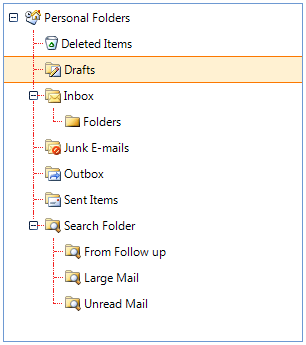 Personal Folders
Deleted Items
Drafts
Inbox
Folders
Junk E-mails
Outbox
Sent Items
Search Folder
From Follow up
Large Mail
Unread Mail